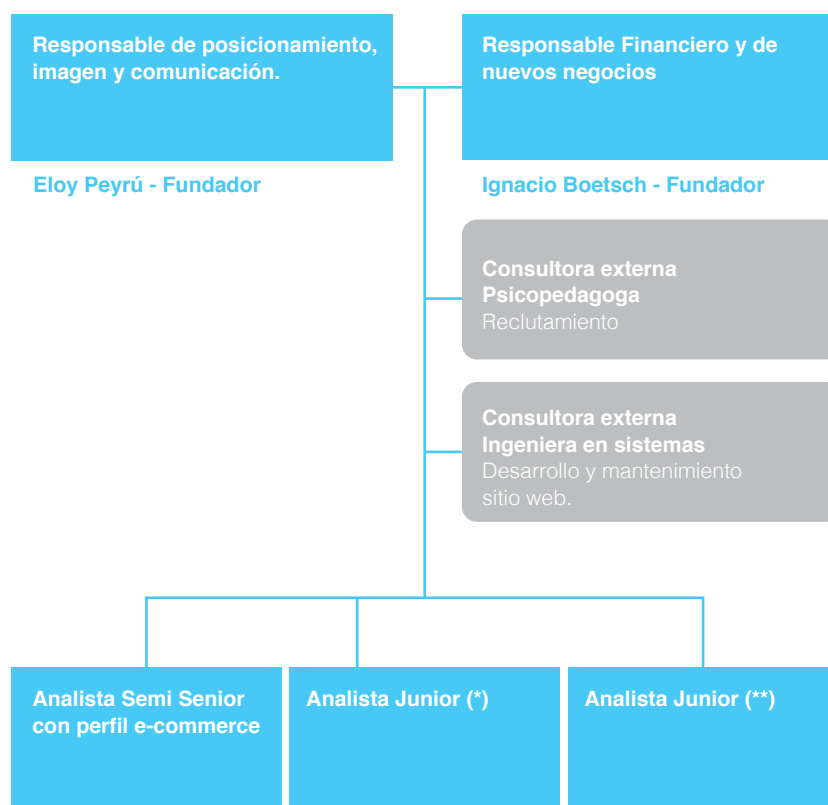 Responsable de posicionamiento,
imagen y comunicación.
Eloy Peyrú - Fundador
Responsable Financiero y de
nuevos negocios
Ignacio Boetsch - Fundador
Consultora externa
Psicopedagoga
Reclutamiento
Consultora externa
Ingeniera en sistemas
Desarrollo y mantenimiento
sitio web.
Analista Semi Senior
con perfil e-commerce
Analista Junior (*)
Analista Junior (**)